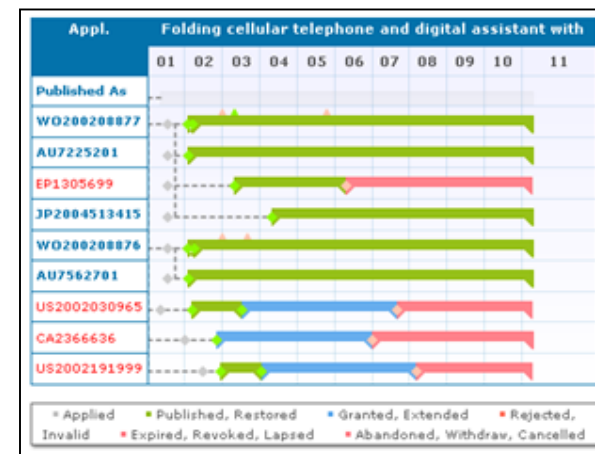 Appl. Folding cellular telephone and digital assistant with
01 02 03 04 05 06 07 08 09 10 11
Published As
WO200208877
AU7225201
EP1305699
JP2004513415
WO200208876
AU7562701
US2002030965
CA2366636
US2002191999
Applied Published, Restored Granted, Extended Rejected,
Invalid Expired, Revoked, Lapsed Abandoned, Withdraw, Cancelled